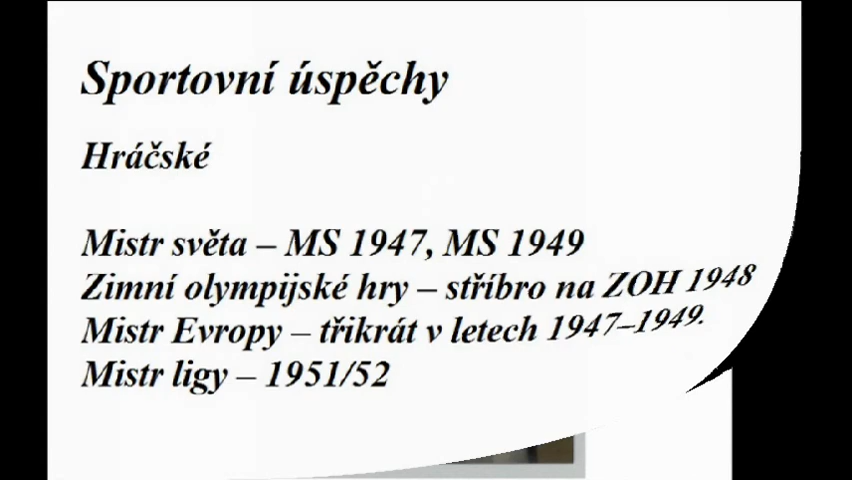 Sportovní úspěchy
Hráčské
Mistr světa – MS 1947, MS 1949
Zimní olympijské hry – stříbro na ZOH 1948
Mistr Evropy – třikrát v letech 1947–1949.
Mistr ligy – 1951/52